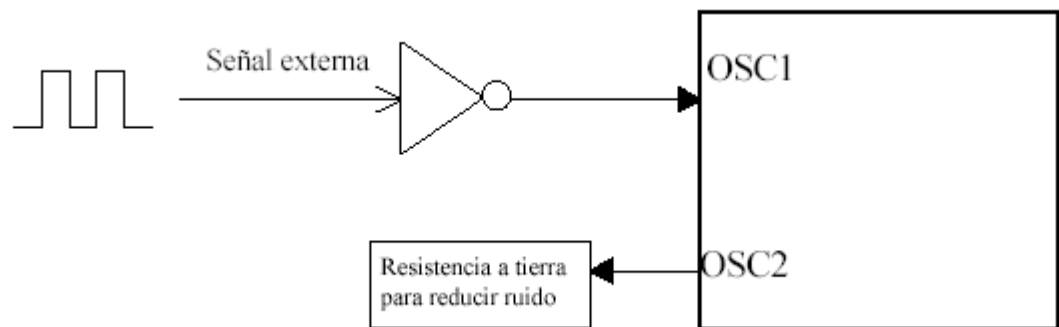 Señal externa
OSC1
OSC2
Resistencia a tierra
para reducir ruido